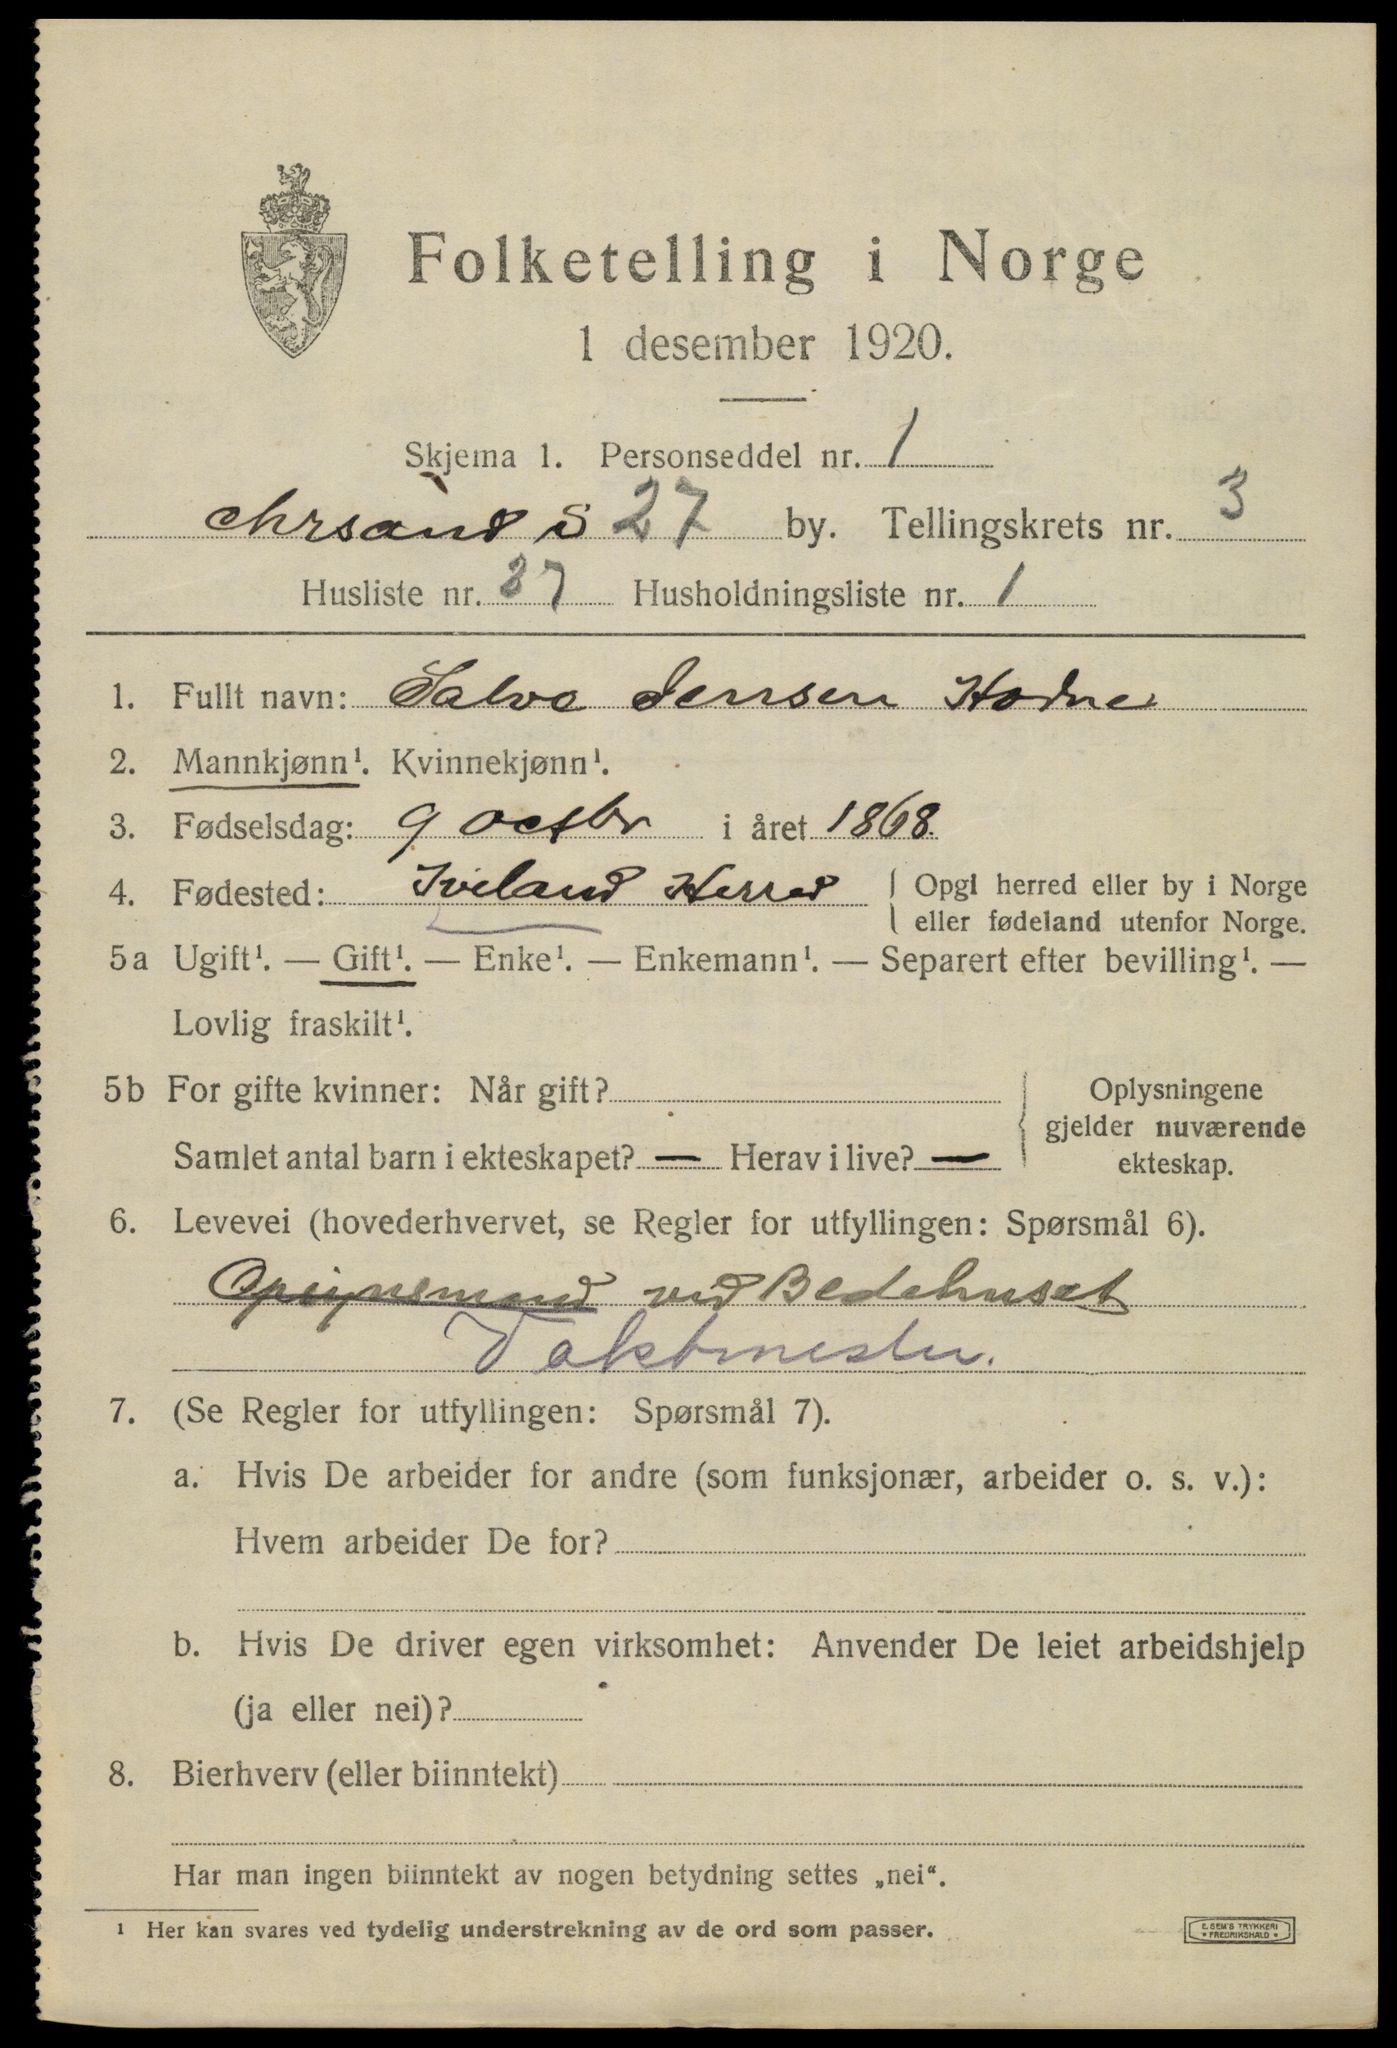 Folketelling i Norge
1 desember 1920.
Skjema 1. Personseddel nr. 1
Chrsand S 27 by. Tellingskrets nr. 3
Husliste nr. 37 Husholdningsliste nr. 1
1. Fullt navn: Salve Jensen Hodne
2. Mannkjønn¹. Kvinnekjønn¹.
3. Fødselsdag: 9 octbr i året 1868.
4. Fødested: Iveland Herred { Opgi herred eller by i Norge
eller fødeland utenfor Norge.
5a Ugift¹. — Gift¹. — Enke¹. — Enkemann¹. — Separert efter bevilling¹. —
Lovlig fraskilt¹.
5b For gifte kvinner: Når gift? { Oplysningene
gjelder nuværende
Samlet antal barn i ekteskapet? — Herav i live? —
ekteskap.
6. Levevei (hovederhvervet, se Regler for utfyllingen: Spørsmål 6).
Opsynsmand ved Bedehuset
Vaktmester.
7. (Se Regler for utfyllingen: Spørsmål 7).
a. Hvis De arbeider for andre (som funksjonær, arbeider o. s. v.):
Hvem arbeider De for?
b. Hvis De driver egen virksomhet: Anvender De leiet arbeidshjelp
(ja eller nei)?
8. Bierhverv (eller biinntekt)
Har man ingen biinntekt av nogen betydning settes „nei“.
¹ Her kan svares ved tydelig understrekning av de ord som passer.
E. SEM'S TRYKKERI
FREDRIKSHALD